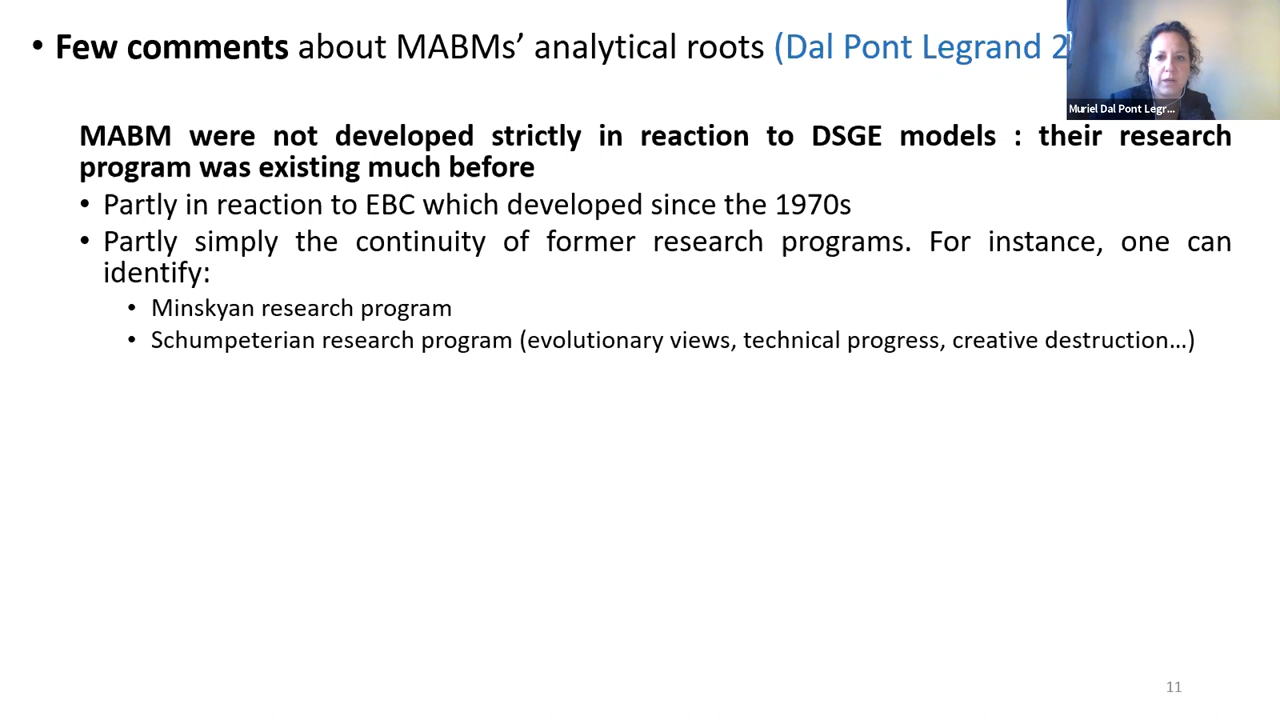 • Few comments about MABMs’ analytical roots (Dal Pont Legrand 2
Muriel Dal Pont Legr...
MABM were not developed strictly in reaction to DSGE models : their research
program was existing much before
• Partly in reaction to EBC which developed since the 1970s
• Partly simply the continuity of former research programs. For instance, one can
identify:
• Minskyan research program
• Schumpeterian research program (evolutionary views, technical progress, creative destruction…)
11